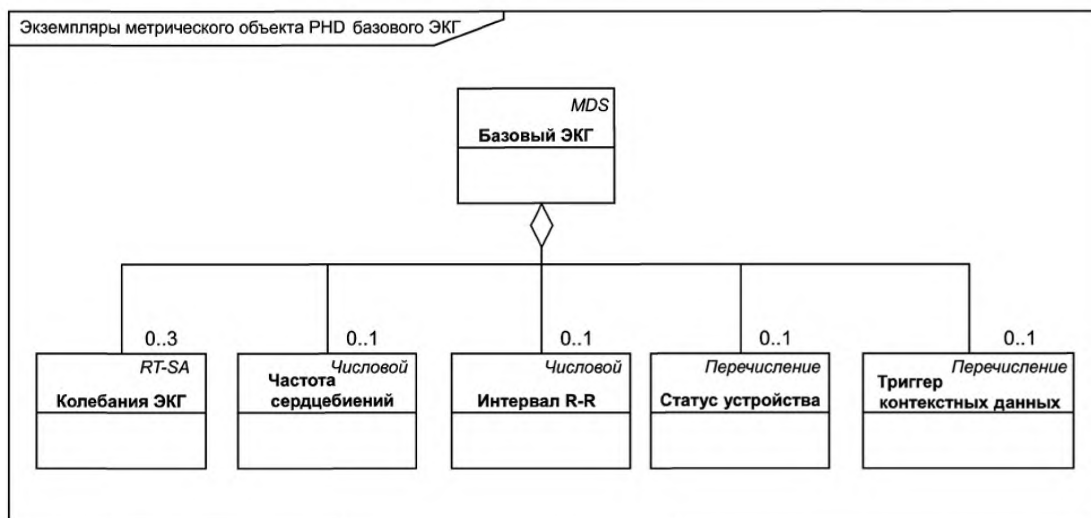 Экземпляры метрического объекта PHD базового ЭКГ
MDS
Базовый ЭКГ
0..3
0..1
0..1
0..1
0..1
RT-SA
Колебания ЭКГ
Числовой
Частота
сердцебиений
Числовой
Интервал R-R
Перечисление
Статус устройства
Перечисление
Триггер
контекстных данных